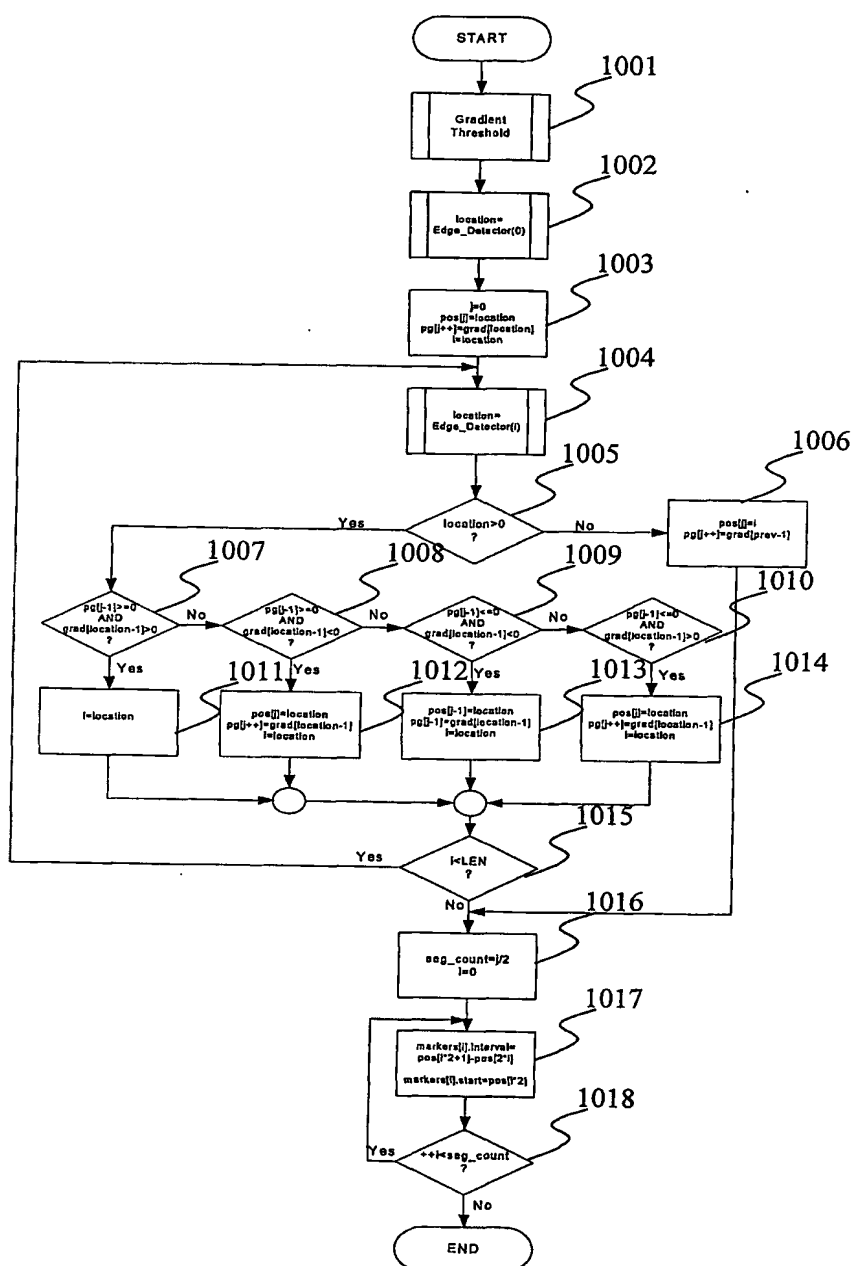 START
1001
Gradient
Threshold
1002
location=
Edge_Detector(0)
1003
j=0
pos[j]=location
pg[j++]=grad[location]
i=location
1004
location=
Edge_Detector(i)
1005
location>0
?
Yes
No
1006
pos[j]=i
pg[j++]=grad[prev-1]
1007
pg[j-1]>=0
AND
grad[location-1]>0
?
No
Yes
1008
pg[j-1]>=0
AND
grad[location-1]<0
?
No
Yes
1009
pg[j-1]<=0
AND
grad[location-1]<0
?
No
Yes
1010
pg[j-1]<=0
AND
grad[location-1]>0
?
Yes
1011
i=location
1012
pos[j]=location
pg[j++]=grad[location-1]
i=location
1013
pos[j-1]=location
pg[j-1]=grad[location-1]
i=location
1014
pos[j]=location
pg[j++]=grad[location-1]
i=location
1015
i<LEN
?
Yes
No
1016
seg_count=j/2
i=0
1017
markers[i].interval=
pos[i*2+1]-pos[2*i]
markers[i].start=pos[i*2]
1018
++i<seg_count
?
Yes
No
END